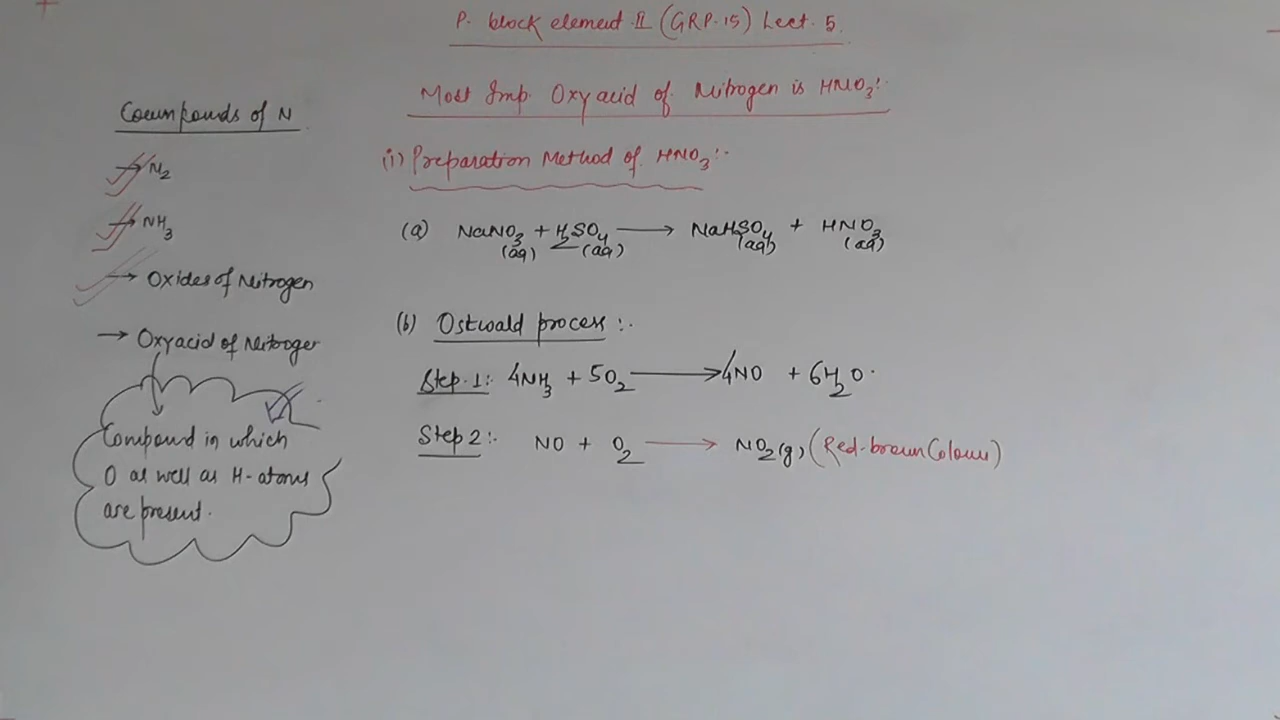 P. block element II (GRP.15) Lect. 5.
Most Imp. Oxyacid of Nitrogen is HNO₃:
(i) Preparation Method of HNO₃:-
(a) NaNO₃ + H₂SO₄ ⟶ NaHSO₄ + HNO₃
(aq) (aq) (aq) (aq)
(b) Ostwald process :-
Step.1: 4NH₃ + 5O₂ ⟶ 4NO + 6H₂O.
Step 2:- NO + O₂ ⟶ NO₂(g) (Red-brown Colour)
Compounds of N
→ N₂
→ NH₃
→ Oxides of Nitrogen
→ Oxyacid of Nitrogen
Compound in which
O as well as H-atoms
are present.